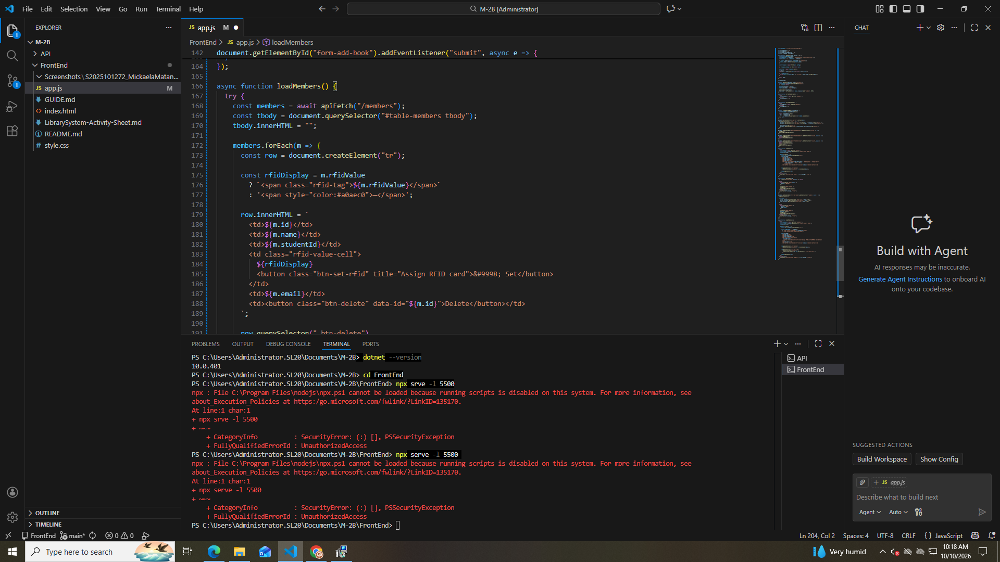 File Edit Selection View Go Run Terminal Help
M-2B [Administrator]
EXPLORER
M-2B
API
FrontEnd
Screenshots\S2025101272_MickaelaMatan...
JS app.js M
GUIDE.md
index.html
LibrarySystem-Activity-Sheet.md
README.md
style.css
OUTLINE
TIMELINE
JS app.js M
FrontEnd > JS app.js > loadMembers
142 document.getElementById("form-add-book").addEventListener("submit", async e => {
164 });
165
166 async function loadMembers() {
167 try {
168 const members = await apiFetch("/members");
169 const tbody = document.querySelector("#table-members tbody");
170 tbody.innerHTML = "";
171
172 members.forEach(m => {
173 const row = document.createElement("tr");
174
175 const rfidDisplay = m.rfidValue
176 ? `<span class="rfid-tag">${m.rfidValue}</span>`
177 : '<span style="color:#a0aec0">—</span>';
178
179 row.innerHTML = `
180 <td>${m.id}</td>
181 <td>${m.name}</td>
182 <td>${m.studentId}</td>
183 <td class="rfid-value-cell">
184 ${rfidDisplay}
185 <button class="btn-set-rfid" title="Assign RFID card">&#9998; Set</button>
186 </td>
187 <td>${m.email}</td>
188 <td><button class="btn-delete" data-id="${m.id}">Delete</button></td>
189 `;
190
191 row.querySelector(".btn-delete")
PROBLEMS OUTPUT DEBUG CONSOLE TERMINAL PORTS
PS C:\Users\Administrator.SL20\Documents\M-2B> dotnet --version
10.0.401
PS C:\Users\Administrator.SL20\Documents\M-2B> cd FrontEnd
PS C:\Users\Administrator.SL20\Documents\M-2B\FrontEnd> npx srve -l 5500
npx : File C:\Program Files\nodejs\npx.ps1 cannot be loaded because running scripts is disabled on this system. For more information, see
about_Execution_Policies at https:/go.microsoft.com/fwlink/?LinkID=135170.
At line:1 char:1
+ npx srve -l 5500
+ ~~~
+ CategoryInfo : SecurityError: (:) [], PSSecurityException
+ FullyQualifiedErrorId : UnauthorizedAccess
PS C:\Users\Administrator.SL20\Documents\M-2B\FrontEnd> npx serve -l 5500
npx : File C:\Program Files\nodejs\npx.ps1 cannot be loaded because running scripts is disabled on this system. For more information, see
about_Execution_Policies at https:/go.microsoft.com/fwlink/?LinkID=135170.
At line:1 char:1
+ npx serve -l 5500
+ ~~~
+ CategoryInfo : SecurityError: (:) [], PSSecurityException
+ FullyQualifiedErrorId : UnauthorizedAccess
PS C:\Users\Administrator.SL20\Documents\M-2B\FrontEnd>
API
FrontEnd
CHAT
Build with Agent
AI responses may be inaccurate.
Generate Agent Instructions to onboard AI
onto your codebase.
SUGGESTED ACTIONS
Build Workspace Show Config
+ JS app.js
Describe what to build next
Agent Auto
FrontEnd main* 0 0
Ln 204, Col 2 Spaces: 4 UTF-8 CRLF { } JavaScript
Type here to search
Very humid
10:18 AM
10/10/2026